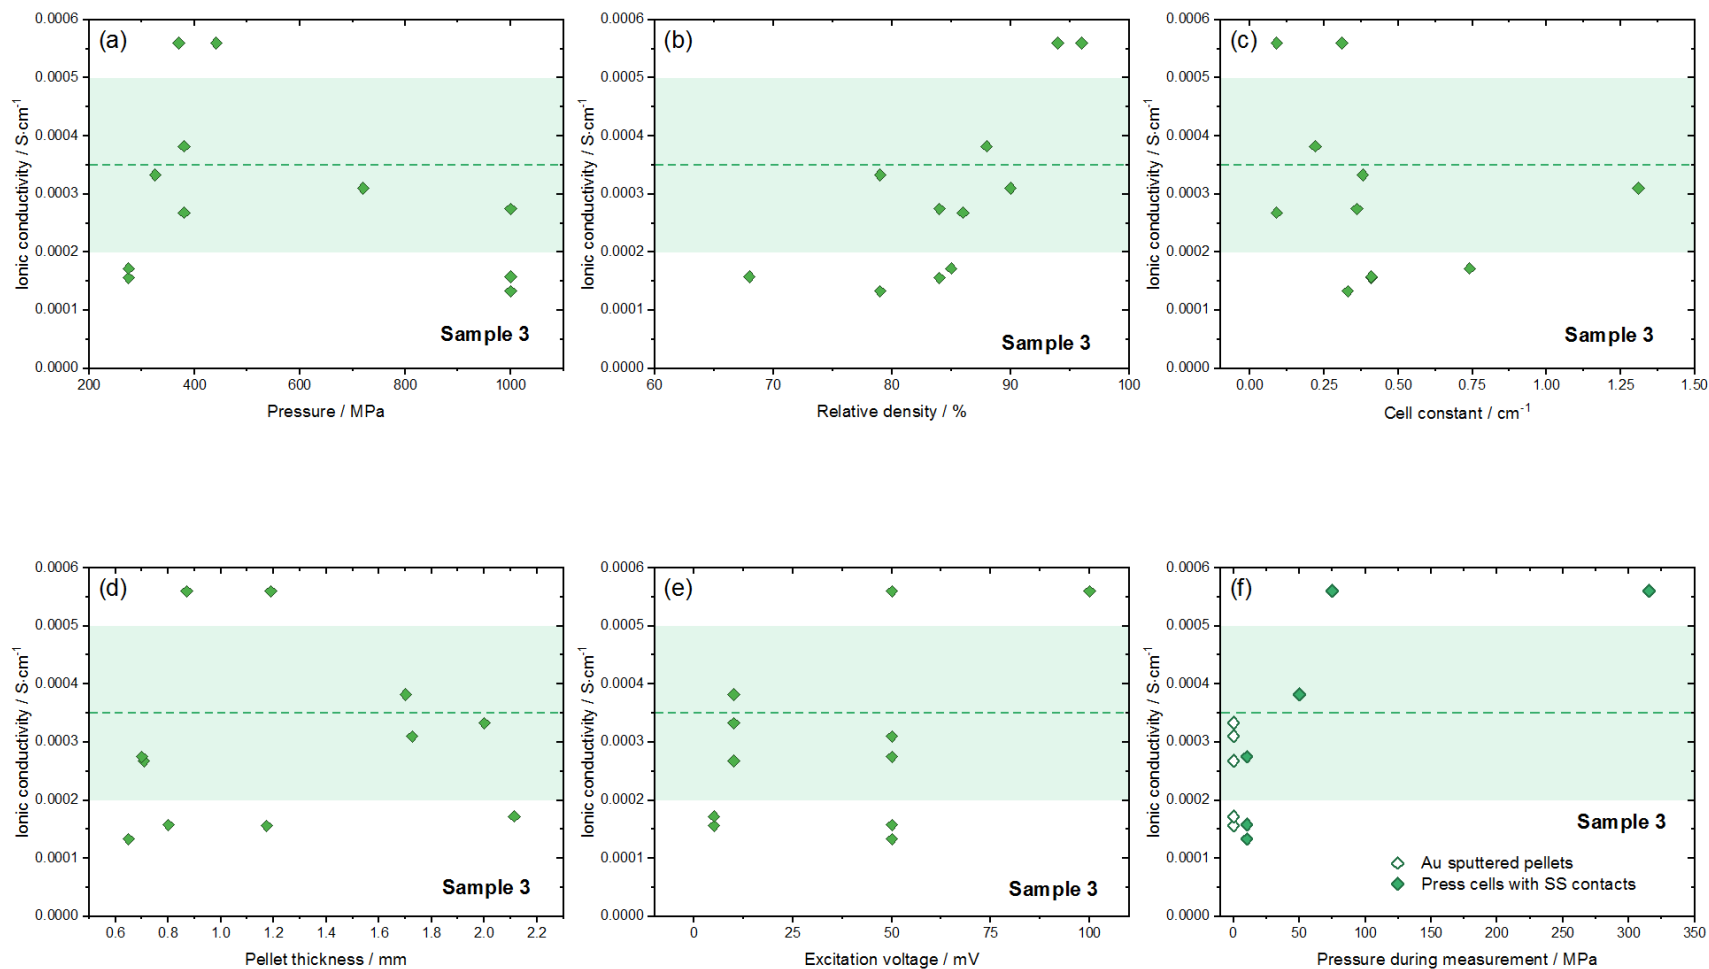 (a)
0.0006
0.0005
0.0004
0.0003
0.0002
0.0001
0.0000
Ionic conductivity / S·cm⁻¹
Sample 3
200 400 600 800 1000
Pressure / MPa
(b)
0.0006
0.0005
0.0004
0.0003
0.0002
0.0001
0.0000
Ionic conductivity / S·cm⁻¹
Sample 3
60 70 80 90 100
Relative density / %
(c)
0.0006
0.0005
0.0004
0.0003
0.0002
0.0001
0.0000
Ionic conductivity / S·cm⁻¹
Sample 3
0.00 0.25 0.50 0.75 1.00 1.25 1.50
Cell constant / cm⁻¹
(d)
0.0006
0.0005
0.0004
0.0003
0.0002
0.0001
0.0000
Ionic conductivity / S·cm⁻¹
Sample 3
0.6 0.8 1.0 1.2 1.4 1.6 1.8 2.0 2.2
Pellet thickness / mm
(e)
0.0006
0.0005
0.0004
0.0003
0.0002
0.0001
0.0000
Ionic conductivity / S·cm⁻¹
Sample 3
0 25 50 75 100
Excitation voltage / mV
(f)
0.0006
0.0005
0.0004
0.0003
0.0002
0.0001
0.0000
Ionic conductivity / S·cm⁻¹
Sample 3
Au sputtered pellets
Press cells with SS contacts
0 50 100 150 200 250 300 350
Pressure during measurement / MPa